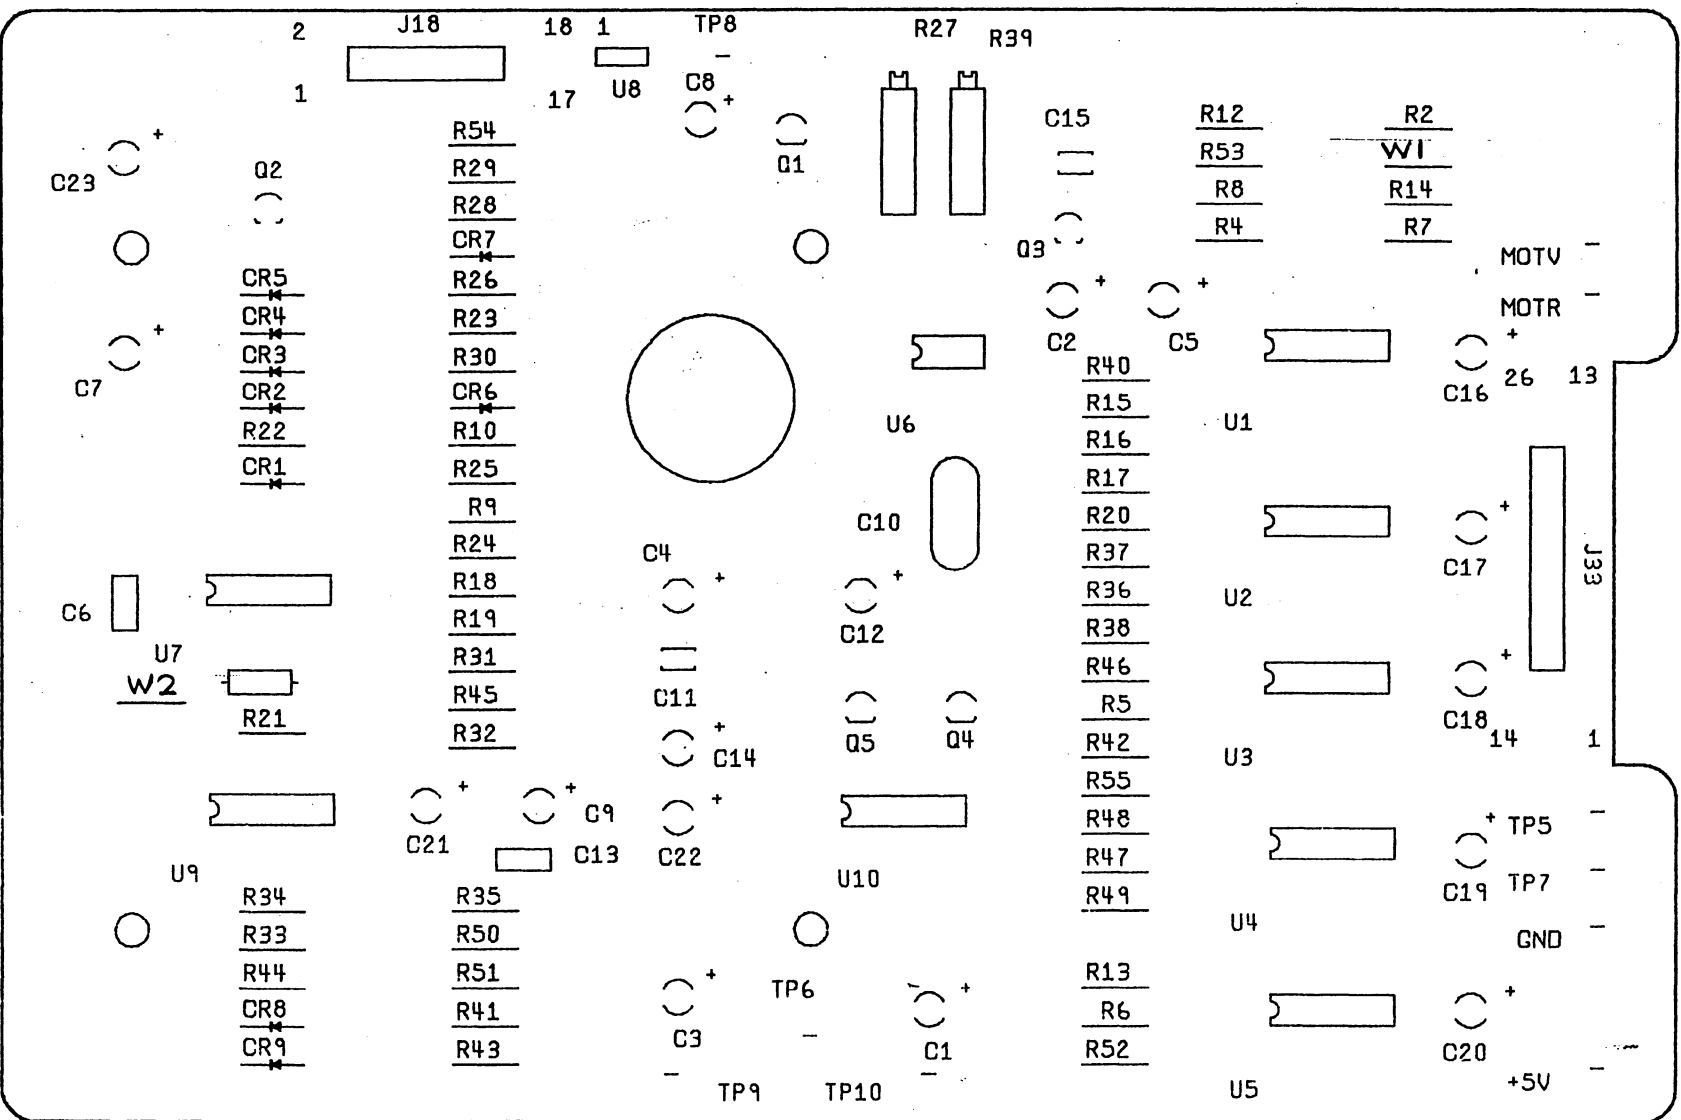 2 J18 18 1 TP8 R27 R39
1 17 U8 C8 +
C23 +
Q2
Q1
C15
R12 R2
R53 W1
R8 R14
R4 R7
R54
R29
R28
CR7
R26
R23
R30
CR6
R10
R25
R9
R24
R18
R19
R31
R45
R32
CR5
CR4
CR3
CR2
R22
CR1
C7 +
Q3
C2 +
C5 +
MOTV
MOTR
C16 +
26 13
U6
U1
R40
R15
R16
R17
R20
R37
R36
R38
R46
R5
R42
R55
R48
R47
R49
C10
C17 +
J33
C4 +
C12 +
U2
C6
U7
W2
R21
C11
C14 +
Q5 Q4
C18 +
14 1
U3
C21 +
C9 +
C13
C22 +
U10
C19 +
TP5
TP7
GND
U9
U4
R34 R35
R33 R50
R44 R51
CR8 R41
CR9 R43
C3 +
TP6
C1 +
R13
R6
R52
C20 +
+5V
TP9 TP10 U5